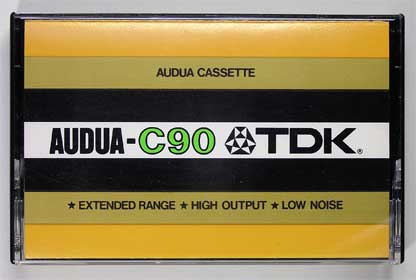 AUDUA CASSETTE
AUDUA-C90 TDK®
★ EXTENDED RANGE ★ HIGH OUTPUT ★ LOW NOISE